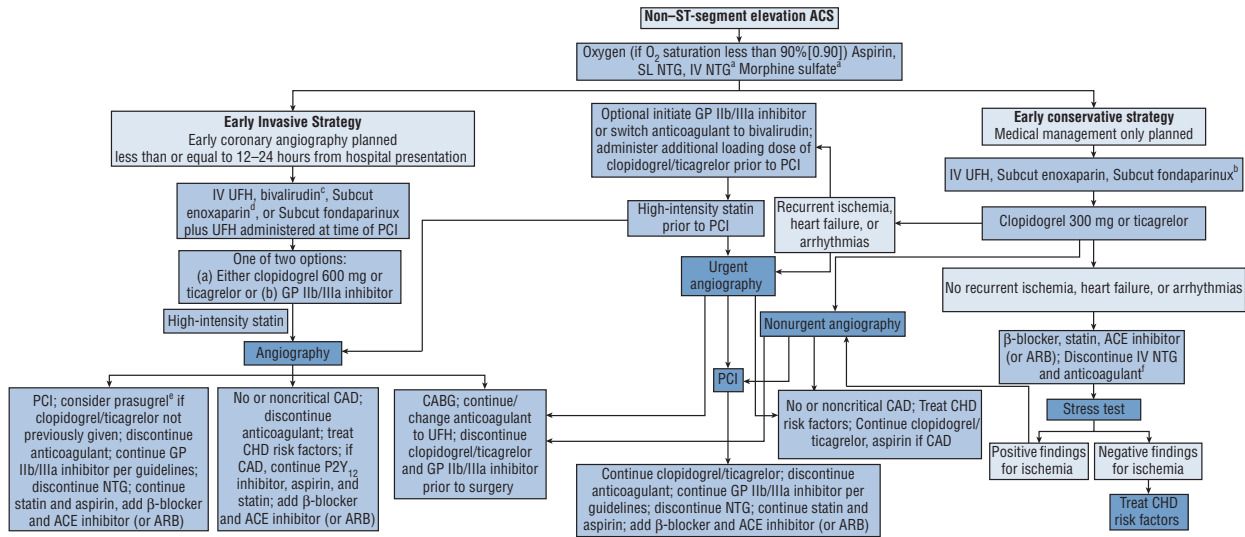 Non–ST-segment elevation ACS
Oxygen (if O2 saturation less than 90%[0.90]) Aspirin,
SL NTG, IV NTGa Morphine sulfatea
Early Invasive Strategy
Early coronary angiography planned
less than or equal to 12–24 hours from hospital presentation
IV UFH, bivalirudinc, Subcut
enoxaparind, or Subcut fondaparinux
plus UFH administered at time of PCI
One of two options:
(a) Either clopidogrel 600 mg or
ticagrelor or (b) GP IIb/IIIa inhibitor
High-intensity statin
Angiography
PCI; consider prasugrele if
clopidogrel/ticagrelor not
previously given; discontinue
anticoagulant; continue GP
IIb/IIIa inhibitor per guidelines;
discontinue NTG; continue
statin and aspirin, add β-blocker
and ACE inhibitor (or ARB)
No or noncritical CAD;
discontinue
anticoagulant; treat
CHD risk factors; if
CAD, continue P2Y12
inhibitor, aspirin, and
statin; add β-blocker
and ACE inhibitor (or ARB)
CABG; continue/
change anticoagulant
to UFH; discontinue
clopidogrel/ticagrelor
and GP IIb/IIIa inhibitor
prior to surgery
Optional initiate GP IIb/IIIa inhibitor
or switch anticoagulant to bivalirudin;
administer additional loading dose of
clopidogrel/ticagrelor prior to PCI
High-intensity statin
prior to PCI
Recurrent ischemia,
heart failure, or
arrhythmias
Urgent
angiography
Nonurgent angiography
PCI
No or noncritical CAD; Treat CHD
risk factors; Continue clopidogrel/
ticagrelor, aspirin if CAD
Continue clopidogrel/ticagrelor; discontinue
anticoagulant; continue GP IIb/IIIa inhibitor per
guidelines; discontinue NTG; continue statin and
aspirin; add β-blocker and ACE inhibitor (or ARB)
Early conservative strategy
Medical management only planned
IV UFH, Subcut enoxaparin, Subcut fondaparinuxb
Clopidogrel 300 mg or ticagrelor
No recurrent ischemia, heart failure, or arrhythmias
β-blocker, statin, ACE inhibitor
(or ARB); Discontinue IV NTG
and anticoagulantf
Stress test
Positive findings
for ischemia
Negative findings
for ischemia
Treat CHD
risk factors